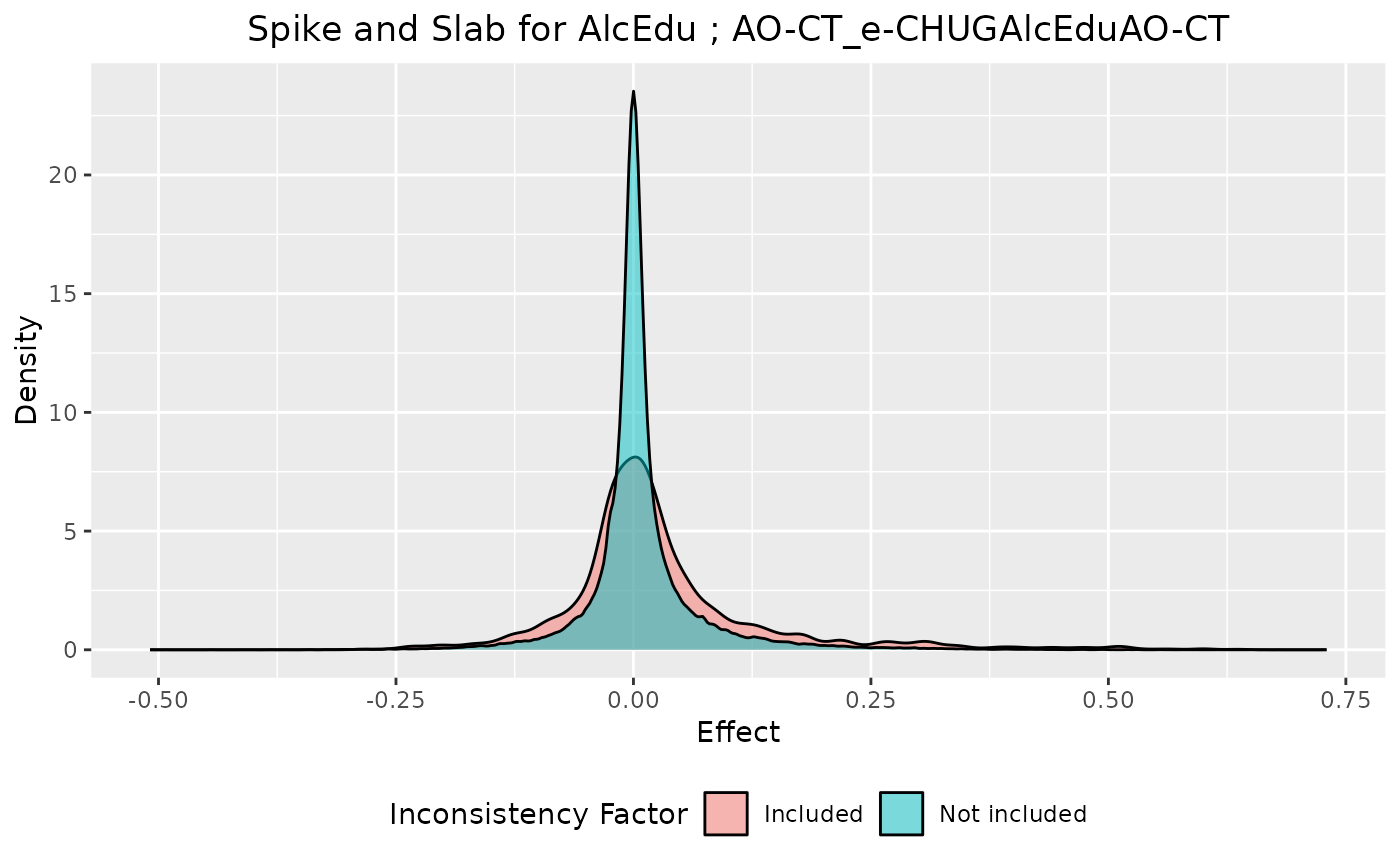 Spike and Slab for AlcEdu ; AO-CT_e-CHUGAlcEduAO-CT
Density
20
15
10
5
0
-0.50 -0.25 0.00 0.25 0.50 0.75
Effect
Inconsistency Factor Included Not included